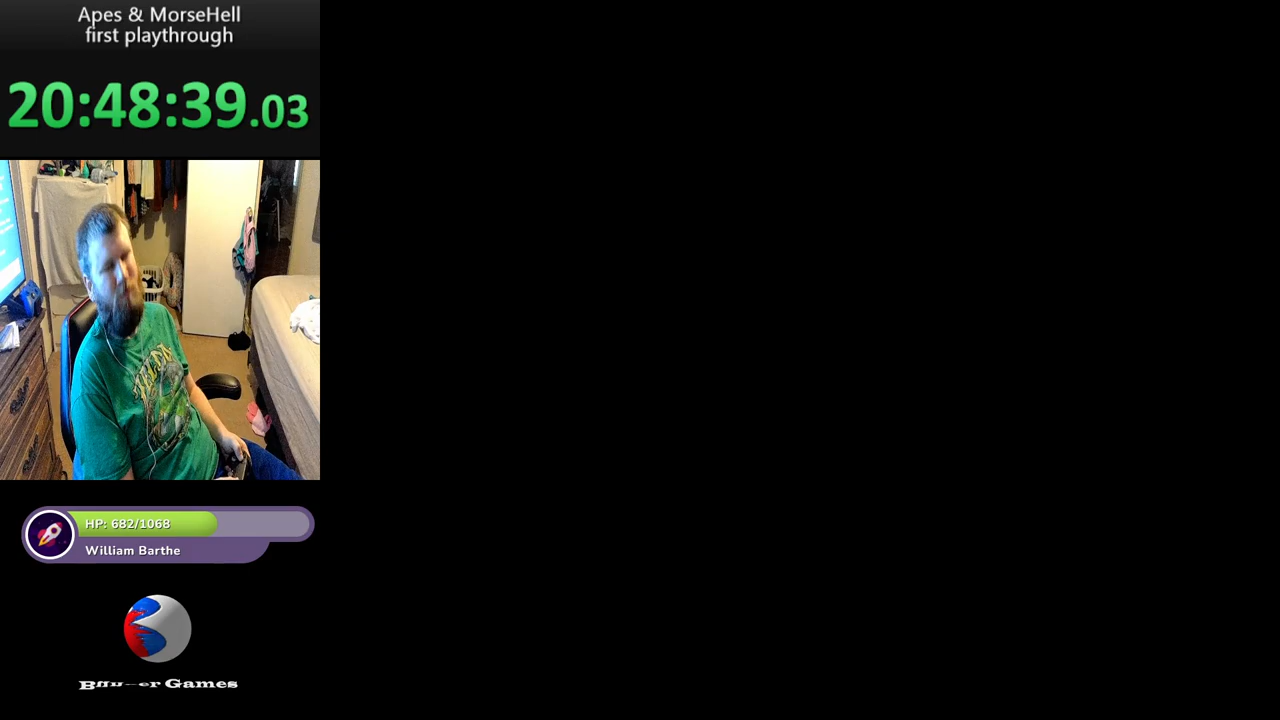 Apes & MorseHell
first playthrough
20:48:39.03
HP: 682/1068
William Barthe
Games